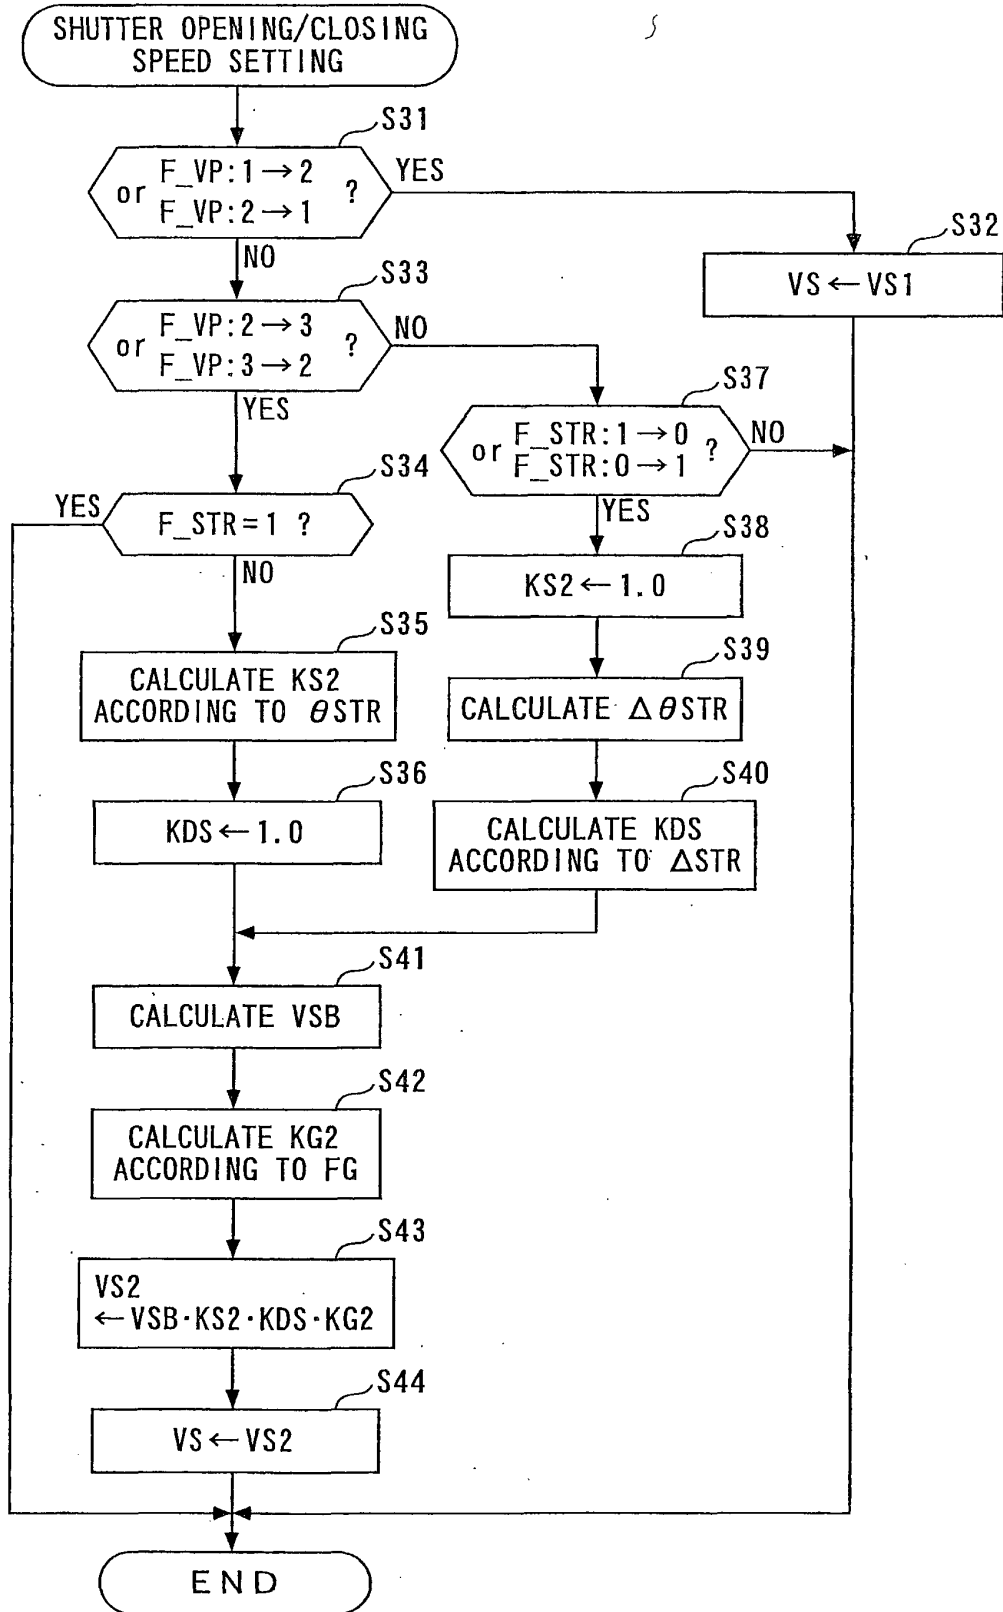 SHUTTER OPENING/CLOSING
SPEED SETTING
S31
F_VP:1→2
or ?
F_VP:2→1
YES
NO
S32
VS←VS1
S33
F_VP:2→3
or ?
F_VP:3→2
NO
YES
S37
F_STR:1→0
or ?
F_STR:0→1
NO
YES
S34
YES
F_STR=1 ?
NO
S38
KS2←1.0
S35
CALCULATE KS2
ACCORDING TO θSTR
S39
CALCULATE ΔθSTR
S36
KDS←1.0
S40
CALCULATE KDS
ACCORDING TO ΔSTR
S41
CALCULATE VSB
S42
CALCULATE KG2
ACCORDING TO FG
S43
VS2
←VSB·KS2·KDS·KG2
S44
VS←VS2
END